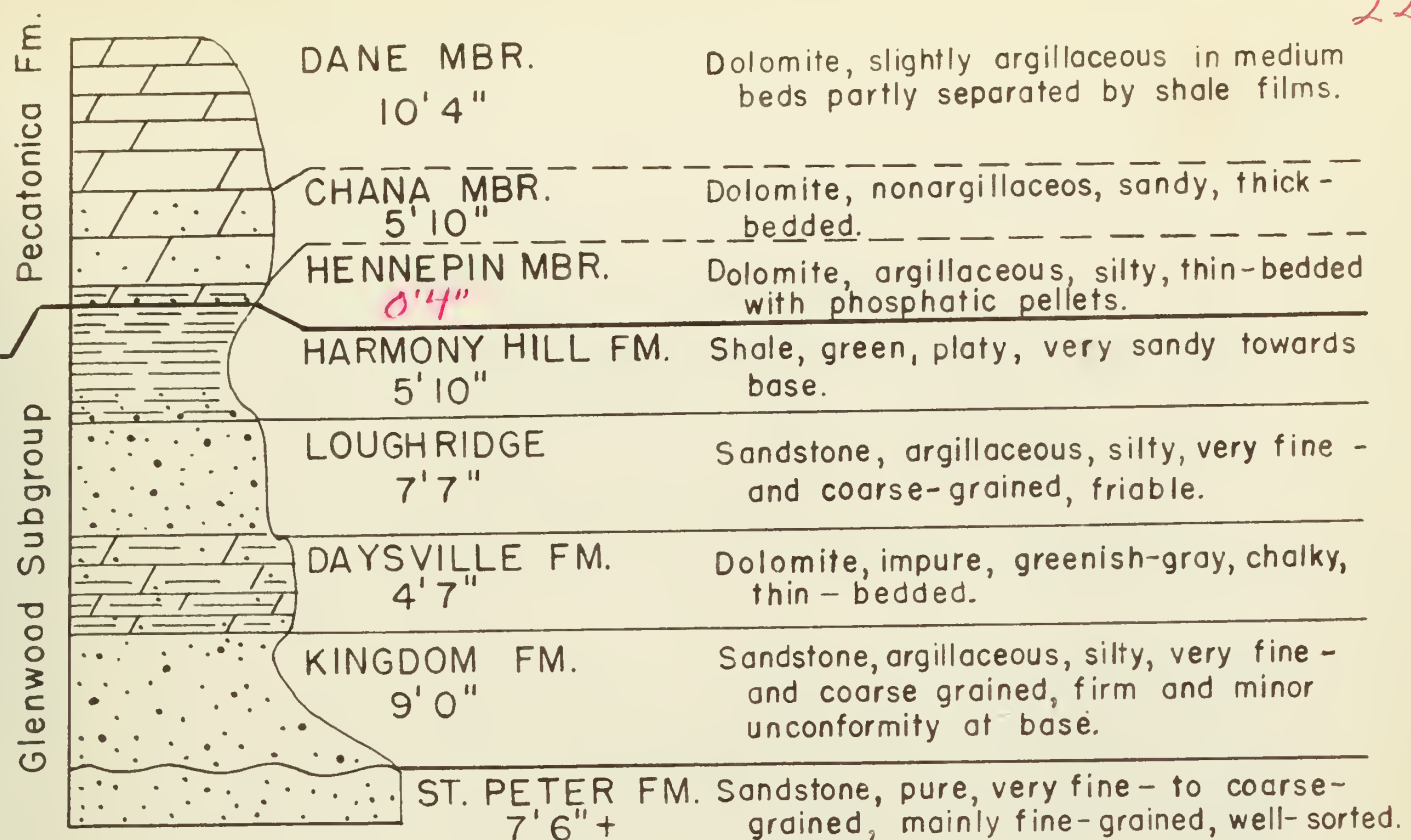 22
Pecatonica Fm.
DANE MBR.
10' 4"
Dolomite, slightly argillaceous in medium
beds partly separated by shale films.
CHANA MBR.
5' 10"
Dolomite, nonargillaceos, sandy, thick-
bedded.
HENNEPIN MBR.
0'4"
Dolomite, argillaceous, silty, thin-bedded
with phosphatic pellets.
Glenwood Subgroup
HARMONY HILL FM.
5' 10"
Shale, green, platy, very sandy towards
base.
LOUGHRIDGE
7' 7"
Sandstone, argillaceous, silty, very fine -
and coarse-grained, friable.
DAYSVILLE FM.
4' 7"
Dolomite, impure, greenish-gray, chalky,
thin - bedded.
KINGDOM FM.
9' 0"
Sandstone, argillaceous, silty, very fine -
and coarse grained, firm and minor
unconformity at base.
ST. PETER FM.
7' 6" +
Sandstone, pure, very fine - to coarse-
grained, mainly fine-grained, well-sorted.